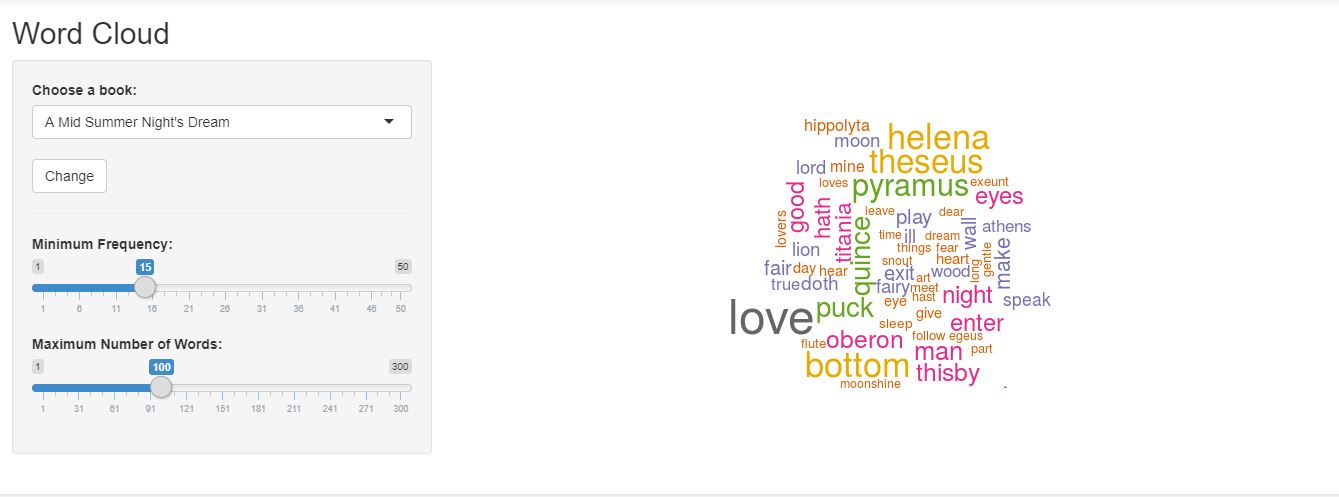 Word Cloud
Choose a book:
A Mid Summer Night's Dream
Change
Minimum Frequency:
1 15 50
1 6 11 16 21 26 31 36 41 46 50
Maximum Number of Words:
1 100 300
1 31 61 91 121 151 181 211 241 271 300
hippolyta
moon helena
lord mine theseus
loves pyramus exeunt
good eyes
hath titania leave play dear
lovers quince time ill dream wall athens
things fear
lion snout heart gentle make
fair day hear exit art wood long
true doth fairy meet
eye hast night speak
love puck give
sleep enter
flute oberon follow egeus
man part
bottom thisby
moonshine